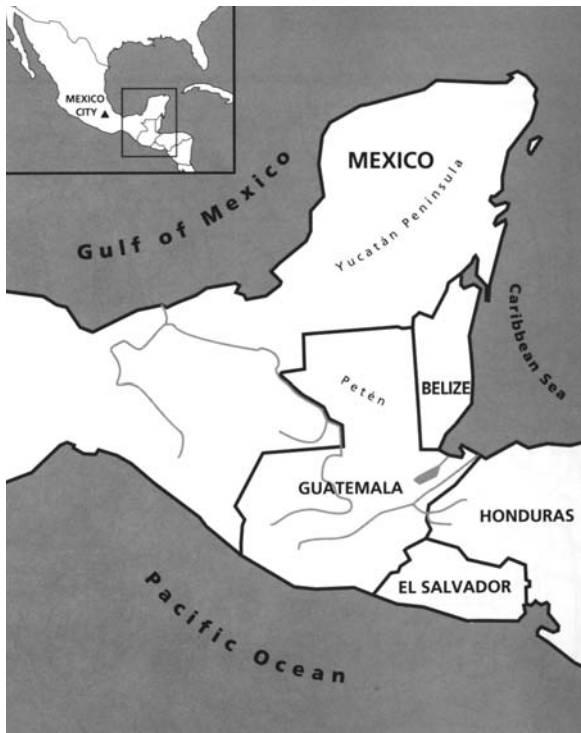 MEXICO
CITY
MEXICO
Gulf of Mexico
Yucatán Peninsula
Caribbean Sea
Petén
BELIZE
GUATEMALA
HONDURAS
EL SALVADOR
Pacific Ocean